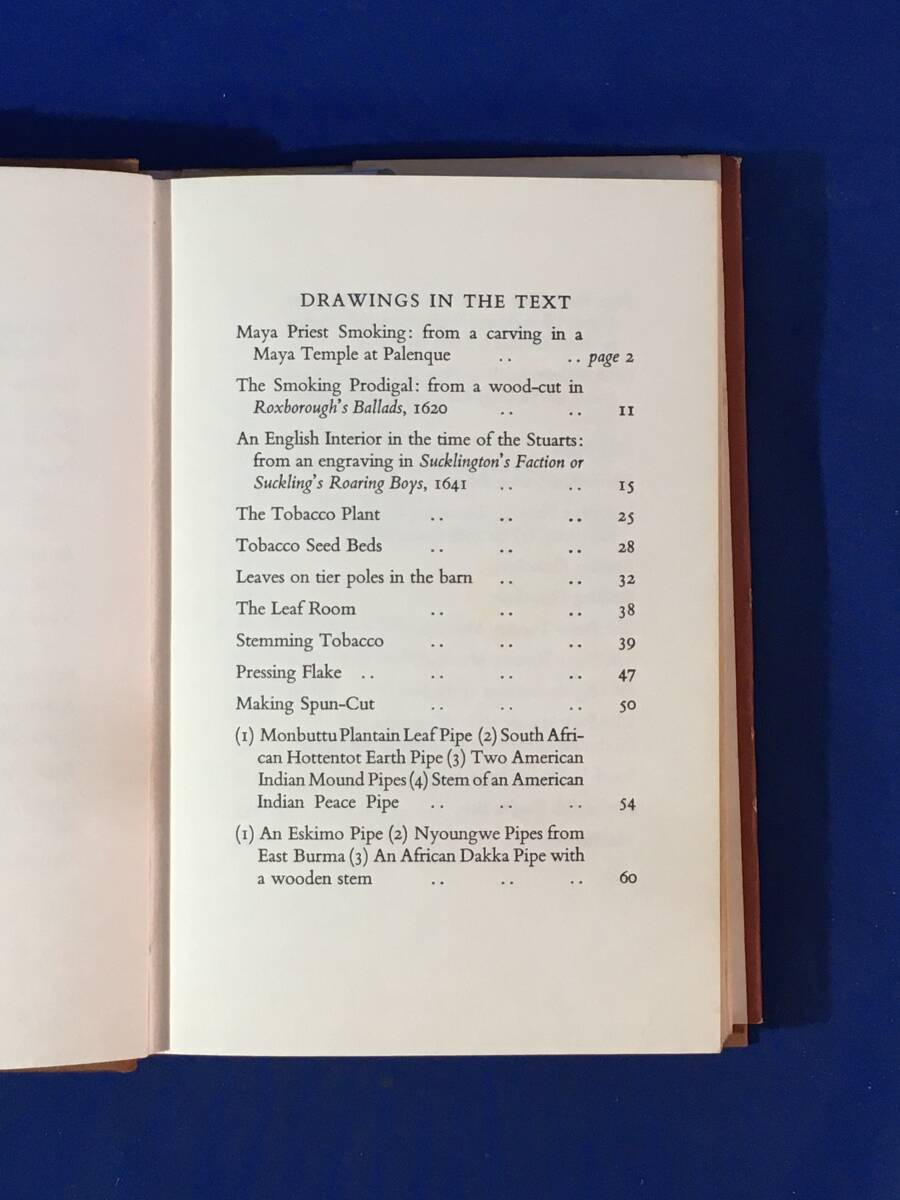 DRAWINGS IN THE TEXT
Maya Priest Smoking: from a carving in a
Maya Temple at Palenque .. .. page 2
The Smoking Prodigal: from a wood-cut in
Roxborough's Ballads, 1620 .. .. 11
An English Interior in the time of the Stuarts:
from an engraving in Sucklington's Faction or
Suckling's Roaring Boys, 1641 .. .. 15
The Tobacco Plant .. .. .. 25
Tobacco Seed Beds .. .. .. 28
Leaves on tier poles in the barn .. .. 32
The Leaf Room .. .. .. 38
Stemming Tobacco .. .. .. 39
Pressing Flake .. .. .. .. 47
Making Spun-Cut .. .. .. 50
(1) Monbuttu Plantain Leaf Pipe (2) South Afri-
can Hottentot Earth Pipe (3) Two American
Indian Mound Pipes (4) Stem of an American
Indian Peace Pipe .. .. .. 54
(1) An Eskimo Pipe (2) Nyoungwe Pipes from
East Burma (3) An African Dakka Pipe with
a wooden stem .. .. .. 60